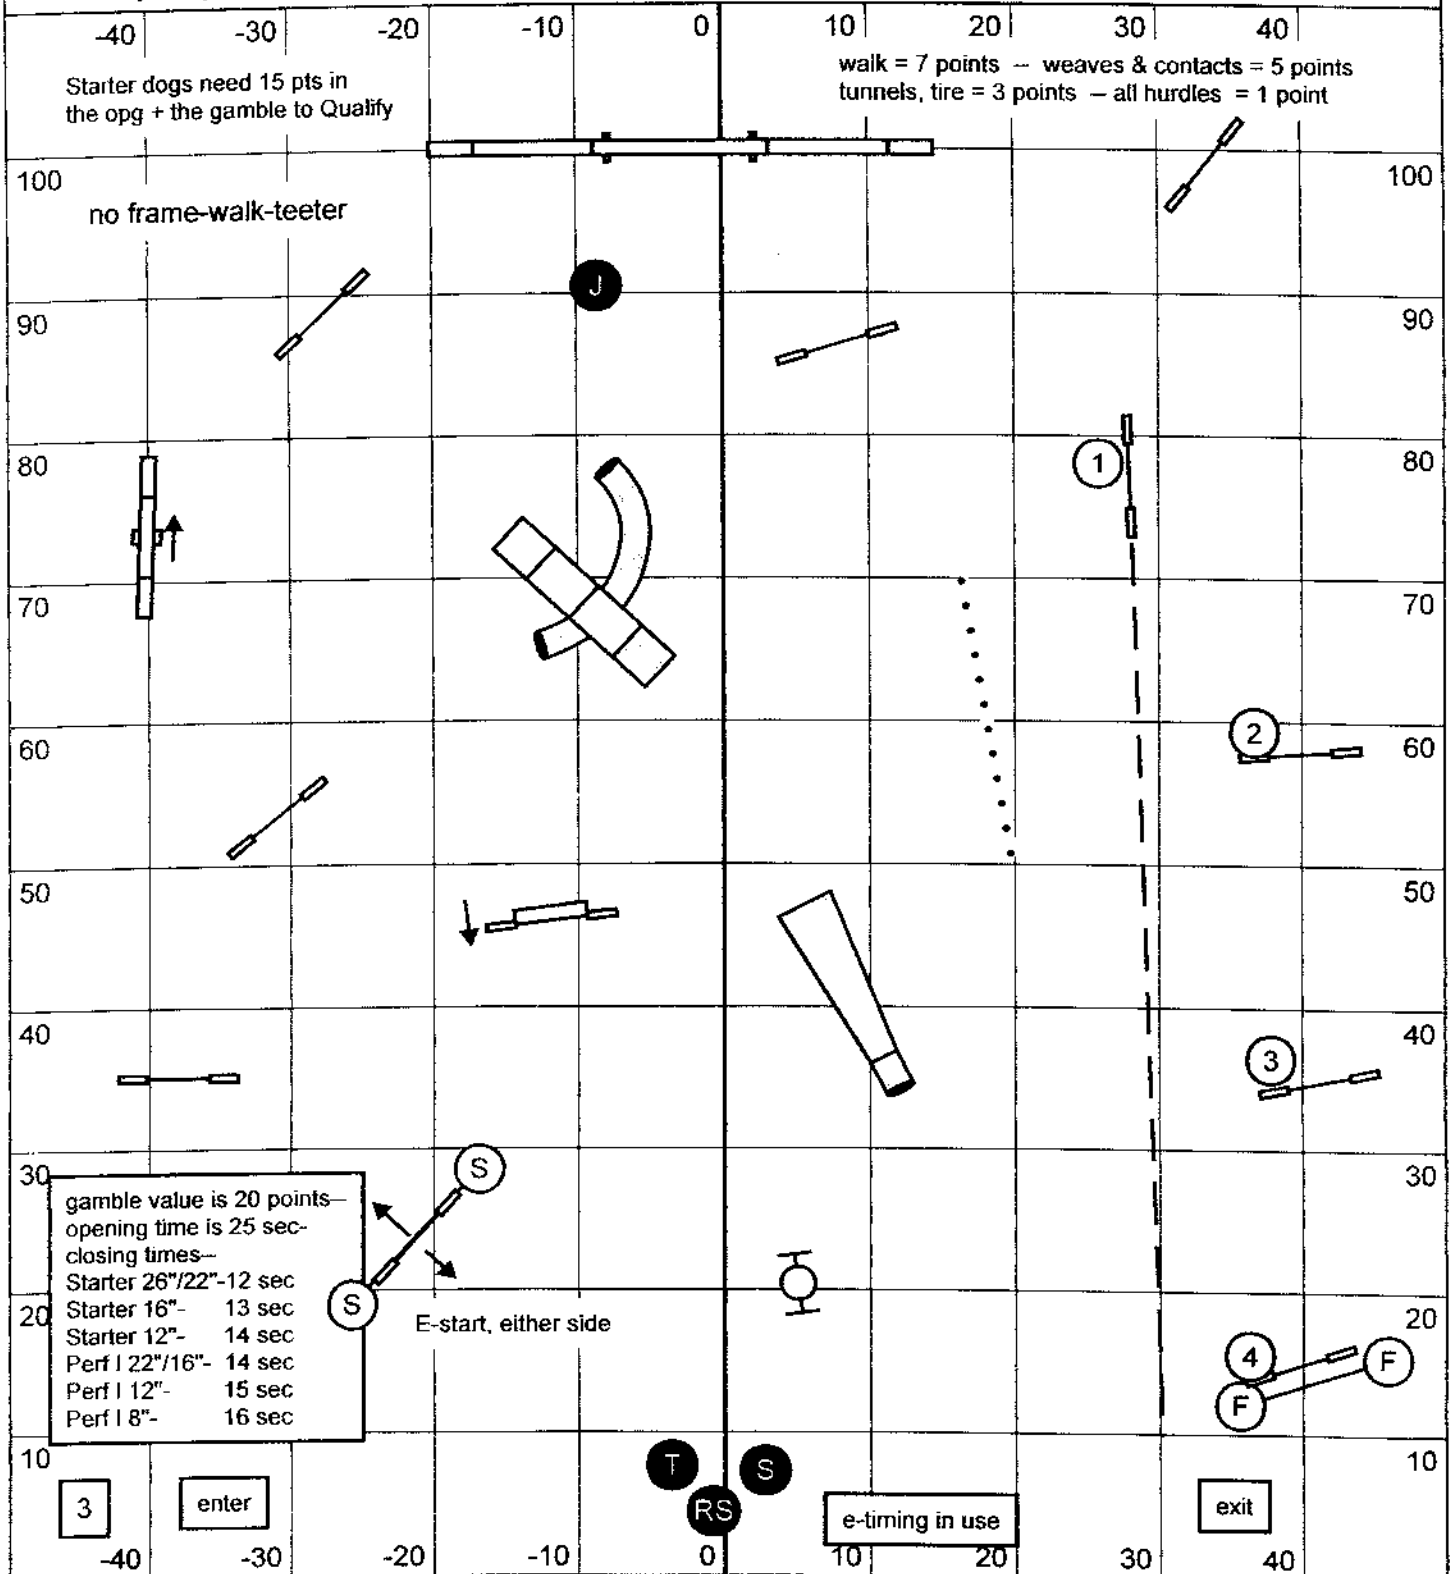 -40 -30 -20 -10 0 10 20 30 40
Starter dogs need 15 pts in
the opg + the gamble to Qualify
walk = 7 points – weaves & contacts = 5 points
tunnels, tire = 3 points – all hurdles = 1 point
100 100
no frame-walk-teeter
J
90 90
80 1 80
70 70
60 2 60
50 50
40 3 40
30 S 30
gamble value is 20 points–
opening time is 25 sec-
closing times–
Starter 26"/22"-12 sec
Starter 16"- 13 sec
Starter 12"- 14 sec
Perf I 22"/16"- 14 sec
Perf I 12"- 15 sec
Perf I 8"- 16 sec
20 S 20
E-start, either side
4 F
F
10 T S 10
3 enter RS e-timing in use exit
-40 -30 -20 -10 0 10 20 30 40